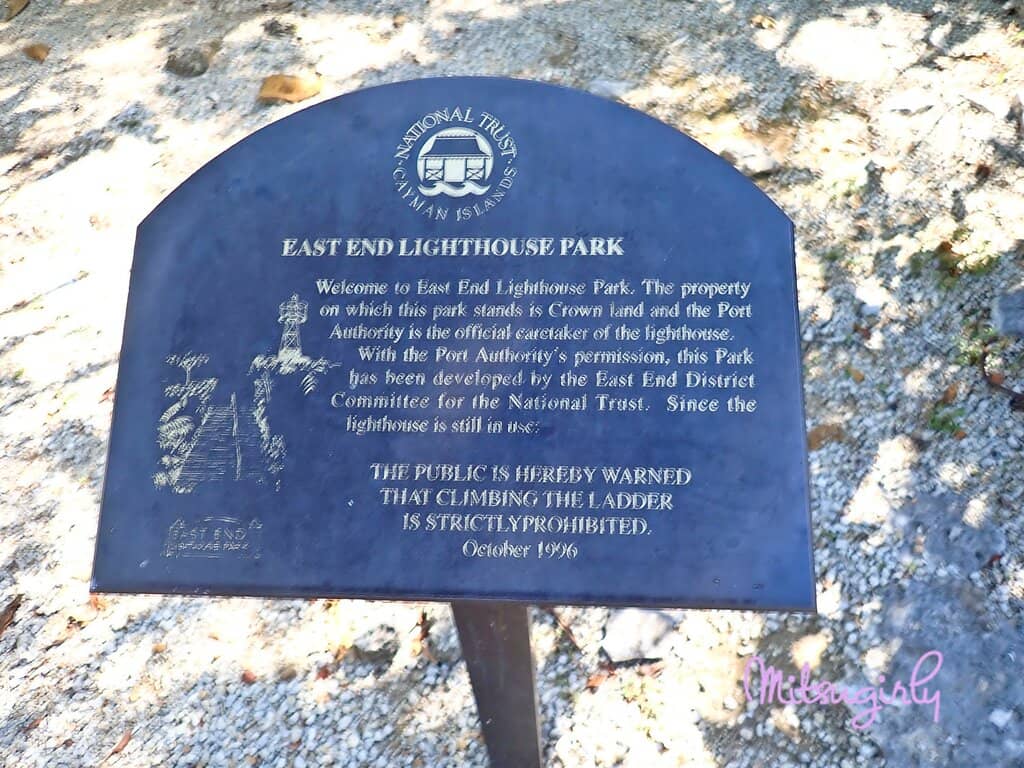 NATIONAL TRUST
CAYMAN ISLANDS
EAST END LIGHTHOUSE PARK
Welcome to East End Lighthouse Park. The property
on which this park stands is Crown land and the Port
Authority is the official caretaker of the lighthouse.
With the Port Authority's permission, this Park
has been developed by the East End District
Committee for the National Trust. Since the
lighthouse is still in use:
THE PUBLIC IS HEREBY WARNED
THAT CLIMBING THE LADDER
IS STRICTLYPROHIBITED.
October 1996
EAST END
LIGHTHOUSE PARK
Mitsugirly